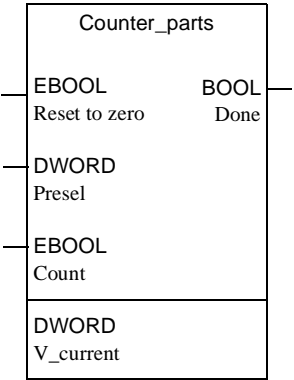 Counter_parts
EBOOL BOOL
Reset to zero Done
DWORD
Presel
EBOOL
Count
DWORD
V_current